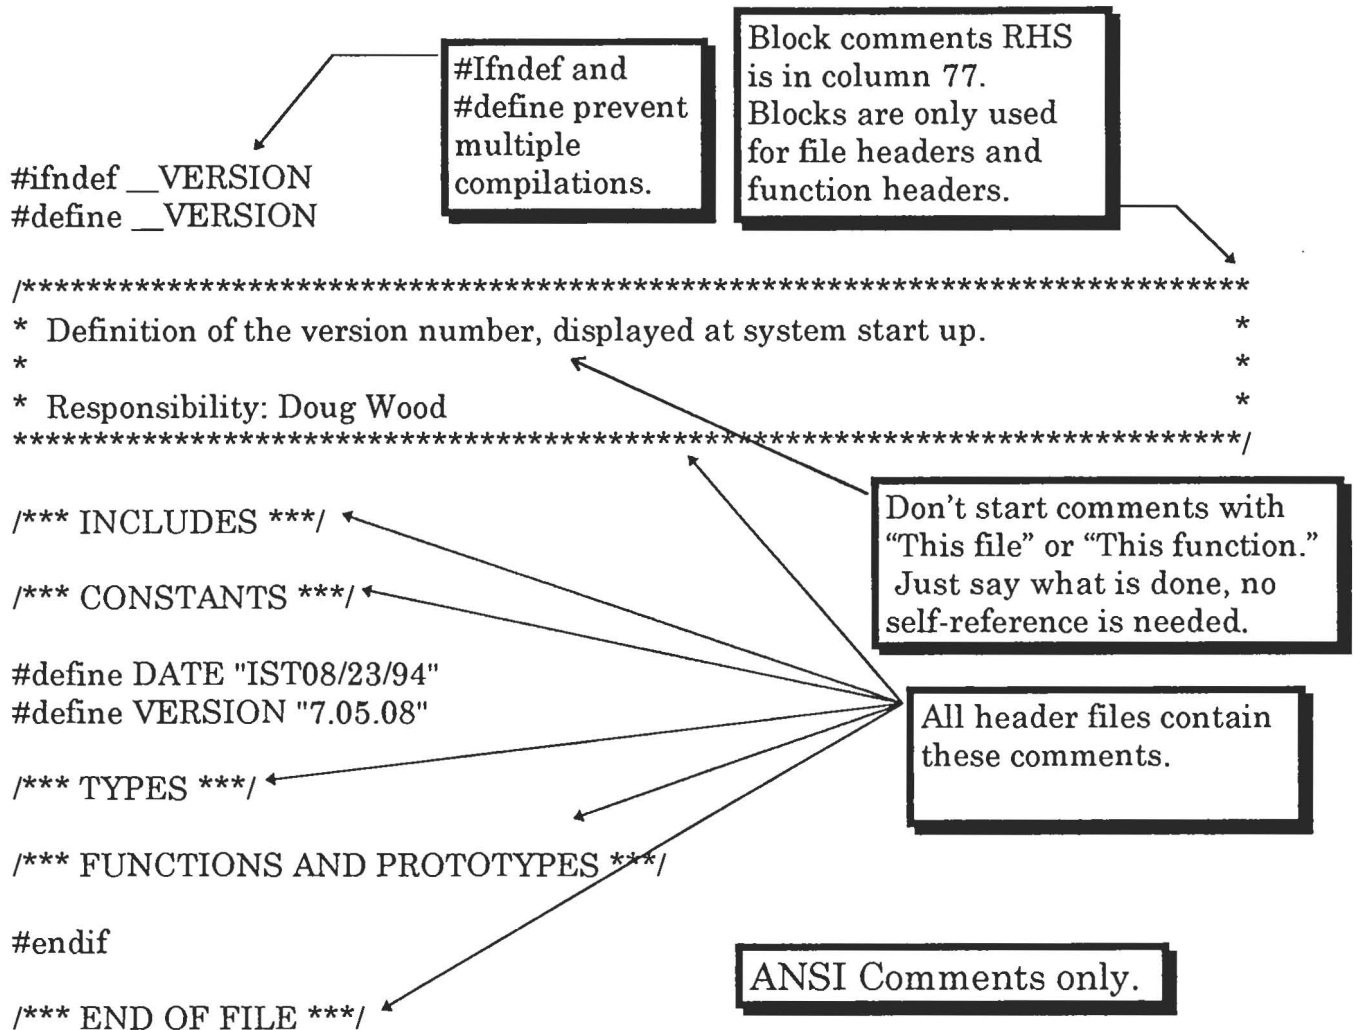 #Ifndef and
#define prevent
multiple
compilations.
Block comments RHS
is in column 77.
Blocks are only used
for file headers and
function headers.
#ifndef __VERSION
#define __VERSION
/****************************************************************************
* Definition of the version number, displayed at system start up. *
* *
* Responsibility: Doug Wood *
****************************************************************************/
Don't start comments with
“This file” or “This function.”
Just say what is done, no
self-reference is needed.
/*** INCLUDES ***/
/*** CONSTANTS ***/
#define DATE "IST08/23/94"
#define VERSION "7.05.08"
All header files contain
these comments.
/*** TYPES ***/
/*** FUNCTIONS AND PROTOTYPES ***/
#endif
ANSI Comments only.
/*** END OF FILE ***/